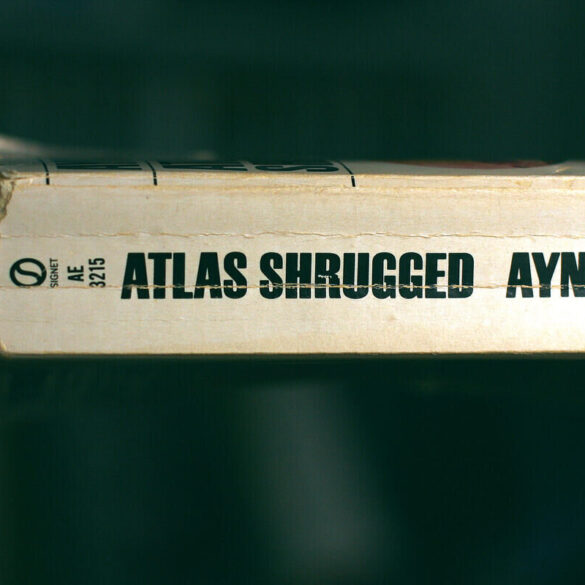 SIGNET
AE
3215
ATLAS SHRUGGED AYN